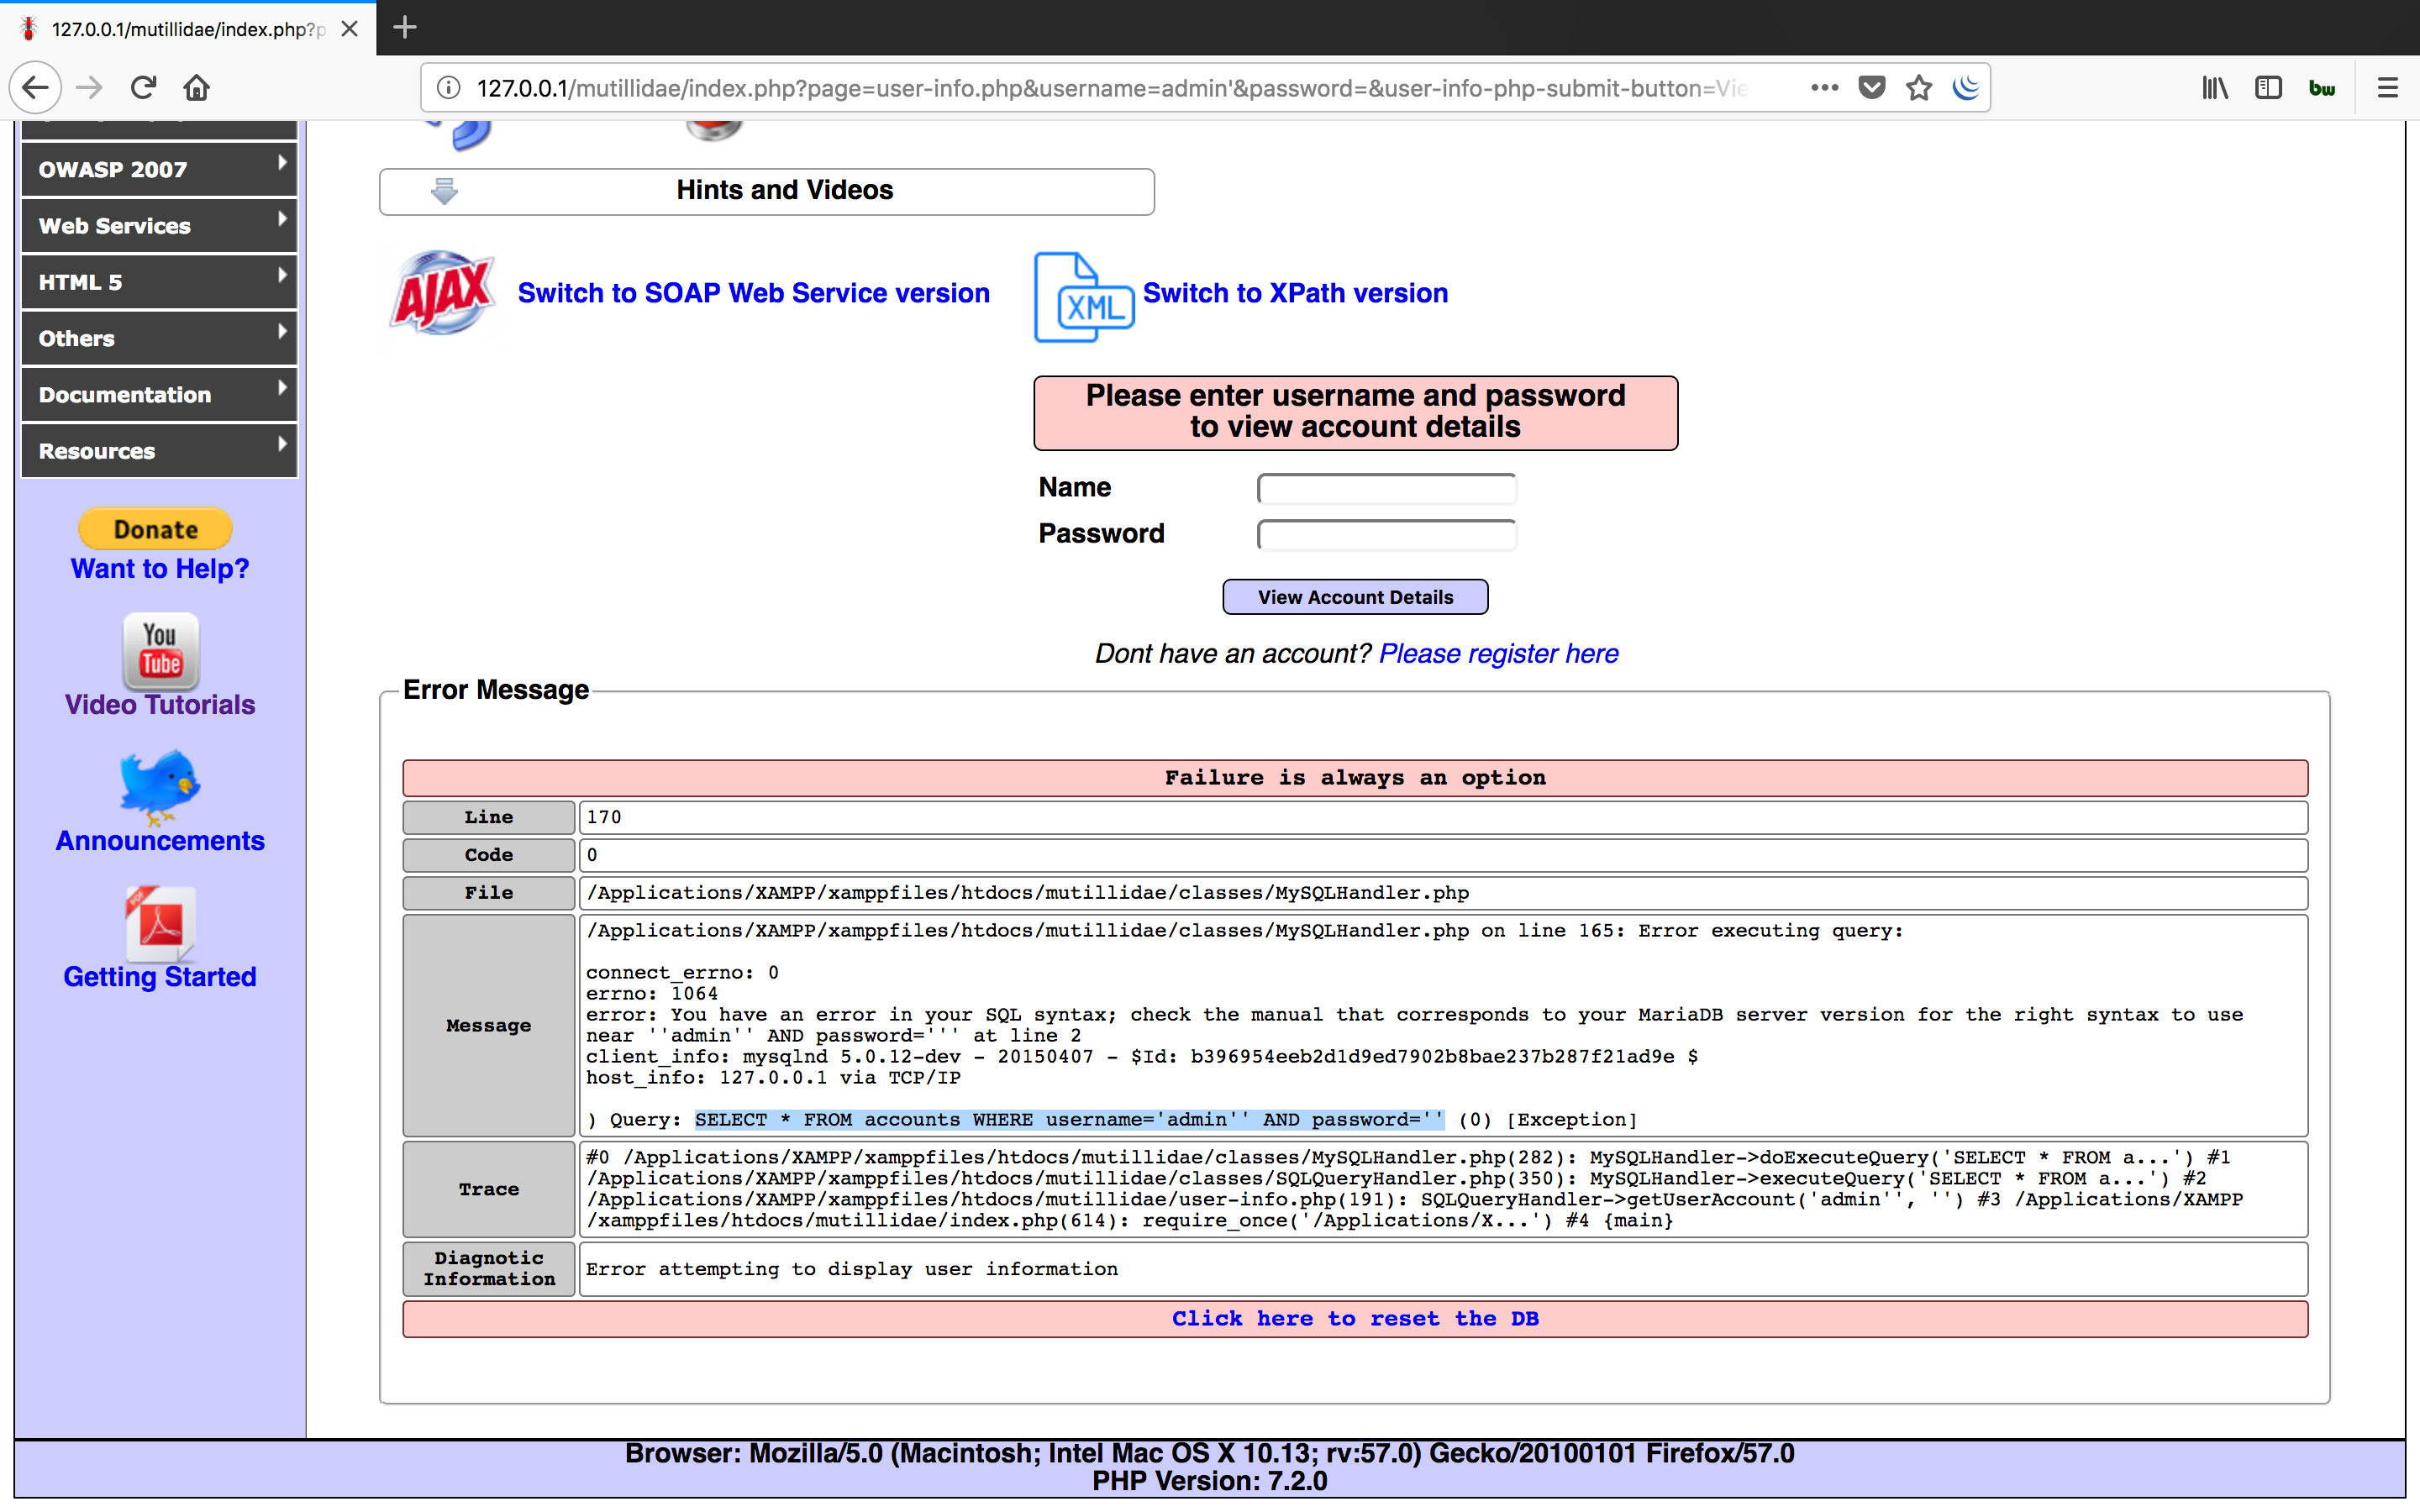 127.0.0.1/mutillidae/index.php?p
127.0.0.1/mutillidae/index.php?page=user-info.php&username=admin'&password=&user-info-php-submit-button=Vie
bw
OWASP 2007
Web Services
HTML 5
Others
Documentation
Resources
Donate
Want to Help?
You
Tube
Video Tutorials
Announcements
PDF
Getting Started
Hints and Videos
AJAX
Switch to SOAP Web Service version
XML
Switch to XPath version
Please enter username and password
to view account details
Name
Password
View Account Details
Dont have an account? Please register here
Error Message
Failure is always an option
Line 170
Code 0
File /Applications/XAMPP/xamppfiles/htdocs/mutillidae/classes/MySQLHandler.php
Message
/Applications/XAMPP/xamppfiles/htdocs/mutillidae/classes/MySQLHandler.php on line 165: Error executing query:
connect_errno: 0
errno: 1064
error: You have an error in your SQL syntax; check the manual that corresponds to your MariaDB server version for the right syntax to use
near ''admin'' AND password=''' at line 2
client_info: mysqlnd 5.0.12-dev - 20150407 - $Id: b396954eeb2d1d9ed7902b8bae237b287f21ad9e $
host_info: 127.0.0.1 via TCP/IP
) Query: SELECT * FROM accounts WHERE username='admin'' AND password='' (0) [Exception]
Trace
#0 /Applications/XAMPP/xamppfiles/htdocs/mutillidae/classes/MySQLHandler.php(282): MySQLHandler->doExecuteQuery('SELECT * FROM a...') #1
/Applications/XAMPP/xamppfiles/htdocs/mutillidae/classes/SQLQueryHandler.php(350): MySQLHandler->executeQuery('SELECT * FROM a...') #2
/Applications/XAMPP/xamppfiles/htdocs/mutillidae/user-info.php(191): SQLQueryHandler->getUserAccount('admin'', '') #3 /Applications/XAMPP
/xamppfiles/htdocs/mutillidae/index.php(614): require_once('/Applications/X...') #4 {main}
Diagnostic
Information
Error attempting to display user information
Click here to reset the DB
Browser: Mozilla/5.0 (Macintosh; Intel Mac OS X 10.13; rv:57.0) Gecko/20100101 Firefox/57.0
PHP Version: 7.2.0